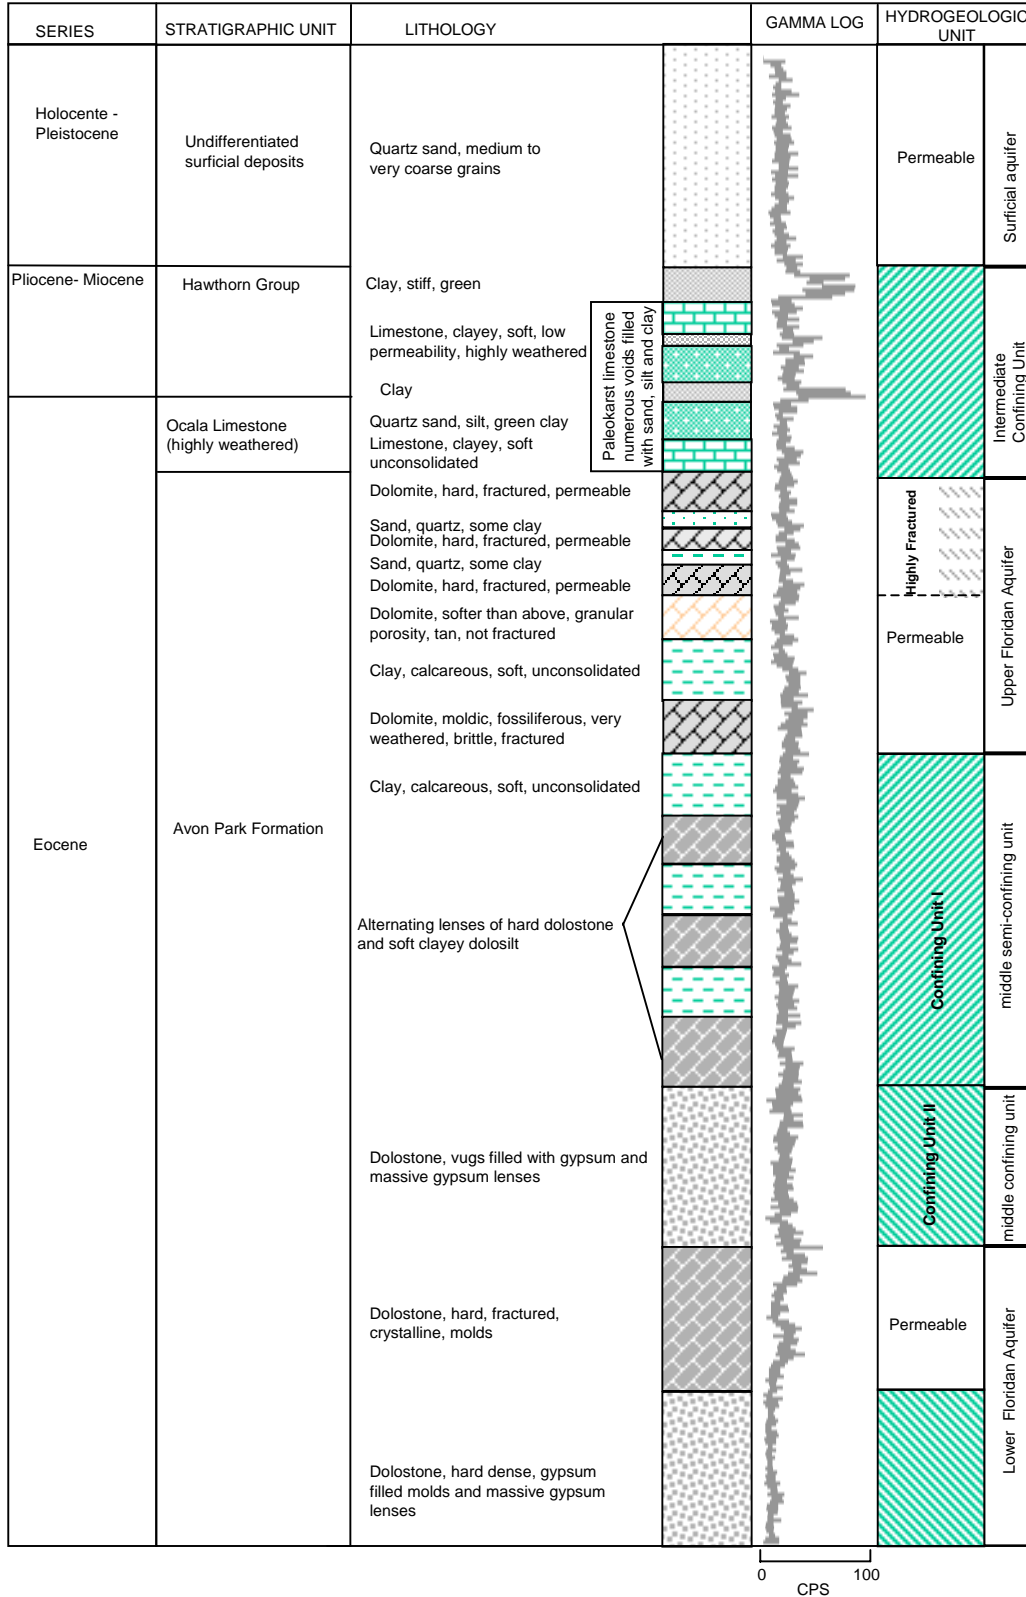 SERIES
STRATIGRAPHIC UNIT
LITHOLOGY
GAMMA LOG
HYDROGEOLOGIC
UNIT
Holocente -
Pleistocene
Undifferentiated
surficial deposits
Quartz sand, medium to
very coarse grains
Permeable
Surficial aquifer
Pliocene- Miocene
Hawthorn Group
Clay, stiff, green
Limestone, clayey, soft, low
permeability, highly weathered
Clay
Paleokarst limestone
numerous voids filled
with sand, silt and clay
Intermediate
Confining Unit
Ocala Limestone
(highly weathered)
Quartz sand, silt, green clay
Limestone, clayey, soft
unconsolidated
Dolomite, hard, fractured, permeable
Sand, quartz, some clay
Dolomite, hard, fractured, permeable
Sand, quartz, some clay
Dolomite, hard, fractured, permeable
Highly Fractured
Dolomite, softer than above, granular
porosity, tan, not fractured
Permeable
Upper Floridan Aquifer
Clay, calcareous, soft, unconsolidated
Dolomite, moldic, fossiliferous, very
weathered, brittle, fractured
Clay, calcareous, soft, unconsolidated
Eocene
Avon Park Formation
Alternating lenses of hard dolostone
and soft clayey dolosilt
Confining Unit I
middle semi-confining unit
Dolostone, vugs filled with gypsum and
massive gypsum lenses
Confining Unit II
middle confining unit
Dolostone, hard, fractured,
crystalline, molds
Permeable
Lower Floridan Aquifer
Dolostone, hard dense, gypsum
filled molds and massive gypsum
lenses
0
100
CPS